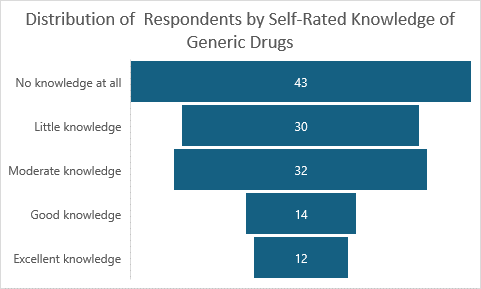 Distribution of  Respondents by Self-Rated Knowledge of
Generic Drugs
No knowledge at all 43
Little knowledge 30
Moderate knowledge 32
Good knowledge 14
Excellent knowledge 12